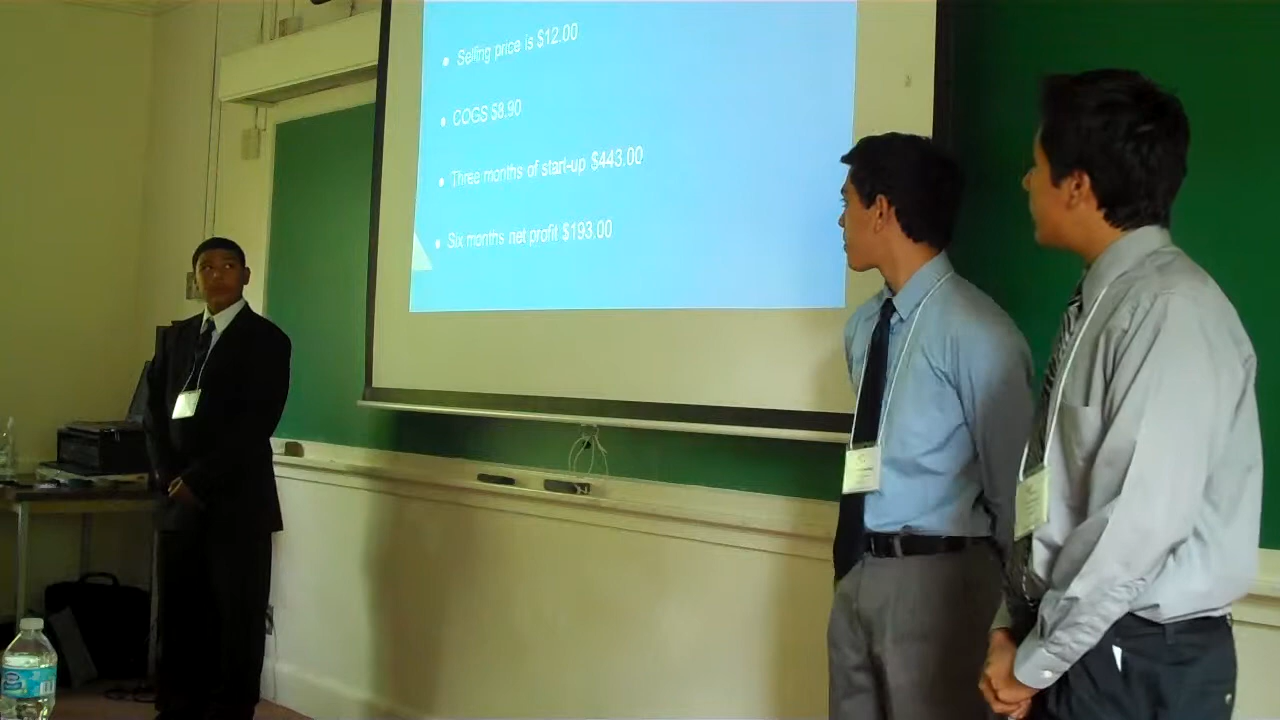 Selling price is $12.00
COGS $8.90
Three months of start-up $443.00
Six months net profit $193.00